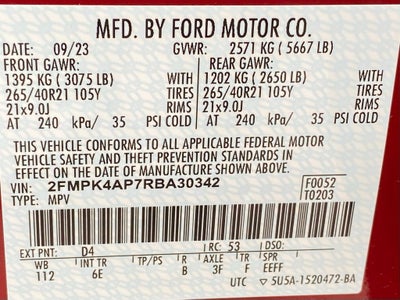 MFD. BY FORD MOTOR CO.
DATE: 09/23 GVWR: 2571 KG ( 5667 LB)
FRONT GAWR: REAR GAWR:
1395 KG ( 3075 LB) WITH 1202 KG ( 2650 LB) WITH
265/40R21 105Y TIRES 265/40R21 105Y TIRES
21x9.0J RIMS 21x9.0J RIMS
AT 240 kPa/ 35 PSI COLD AT 240 kPa/ 35 PSI COLD
THIS VEHICLE CONFORMS TO ALL APPLICABLE FEDERAL MOTOR
VEHICLE SAFETY AND THEFT PREVENTION STANDARDS IN
EFFECT ON THE DATE OF MANUFACTURE SHOWN ABOVE.
VIN: 2FMPK4AP7RBA30342 F0052
TYPE: MPV T0203
EXT PNT: D4 RC: 53 DSO:
WB INT TR TP/PS R AXLE TR F
112 6E B 3F F EEFF
UTC 5U5A-1520472-BA